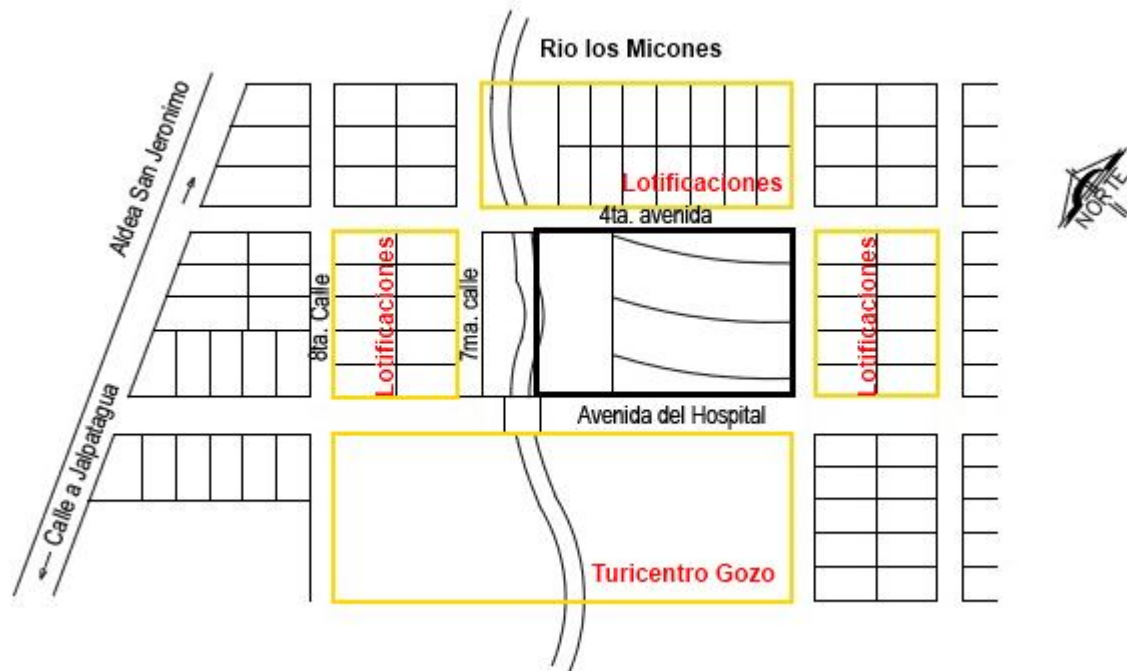 Rio los Micones
Aldea San Jeronimo
Lotificaciones
4ta. avenida
NORTE
8ta. Calle
Lotificaciones
7ma. calle
Lotificaciones
Calle a Jalpatagua
Avenida del Hospital
Turicentro Gozo